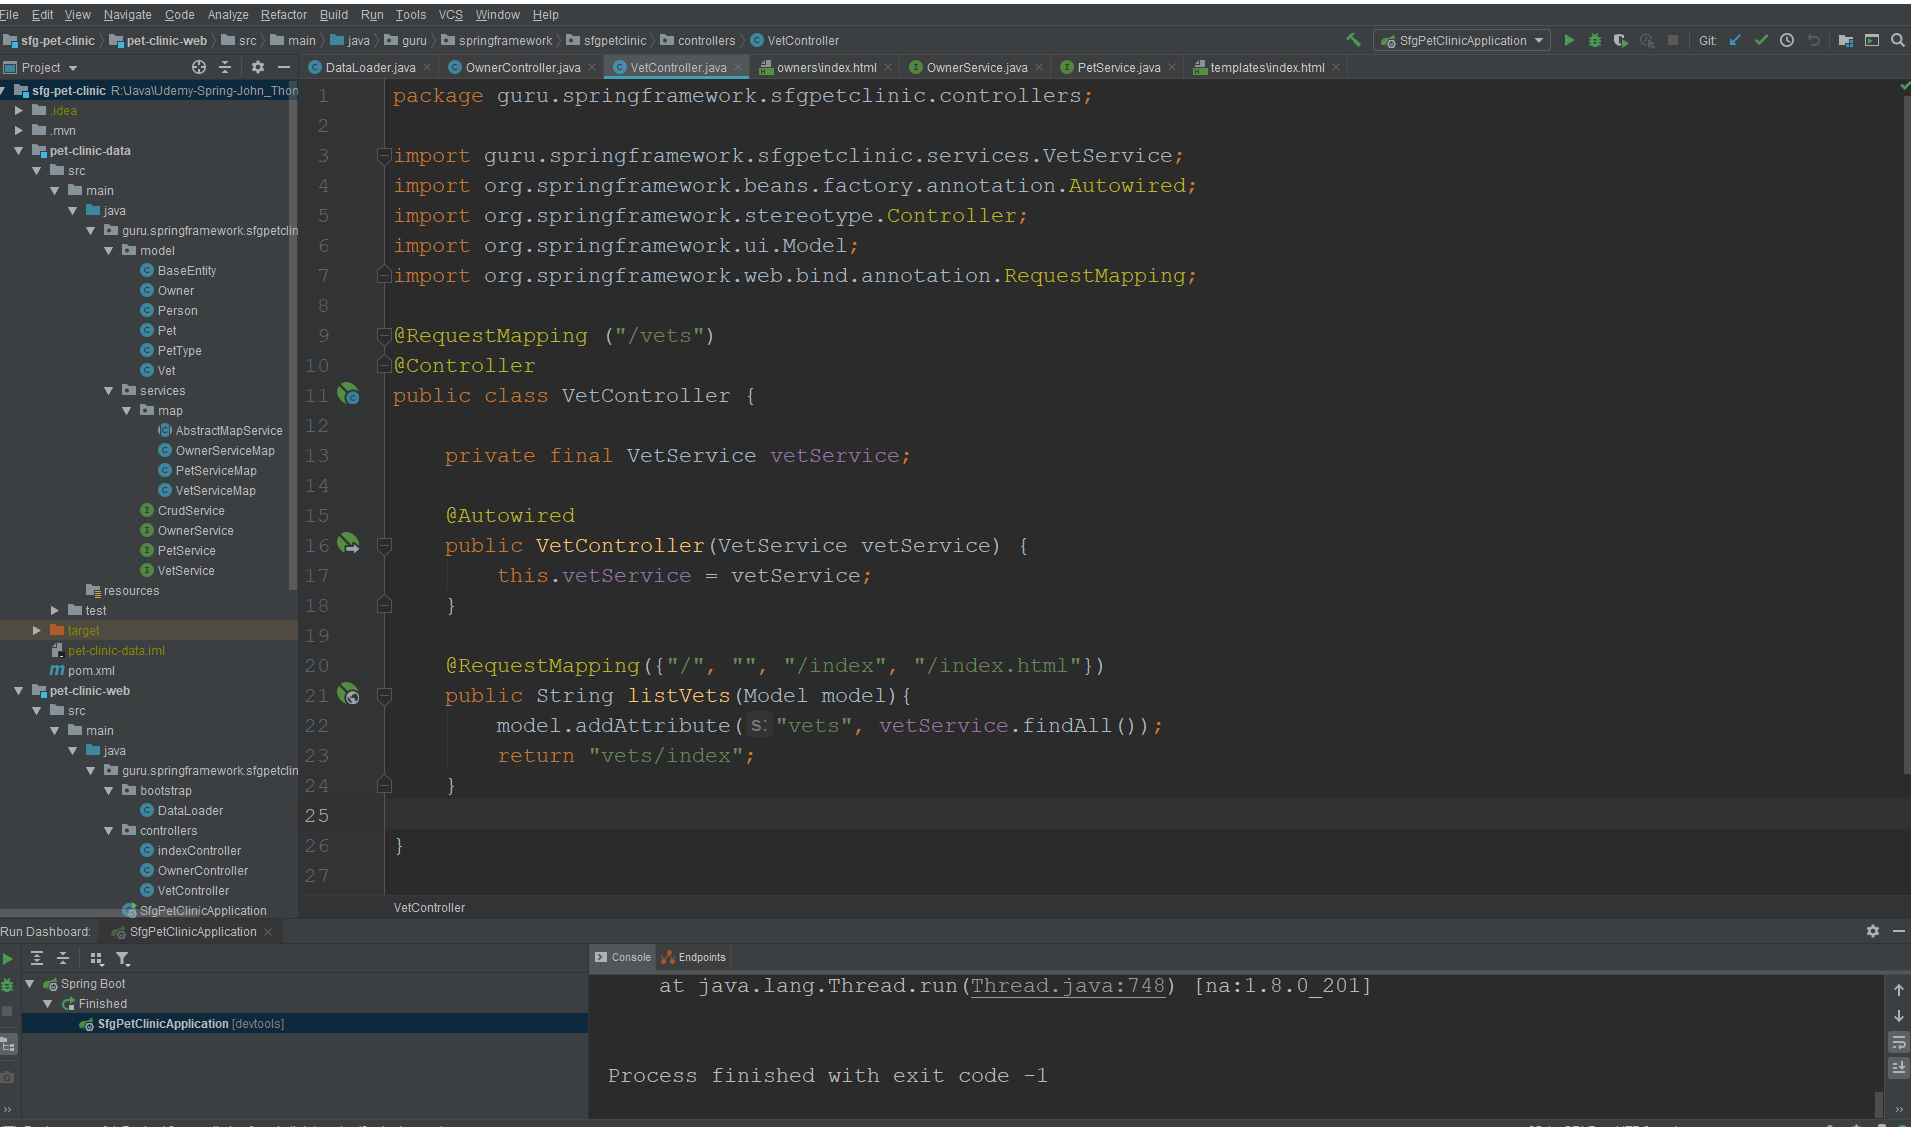 File Edit View Navigate Code Analyze Refactor Build Run Tools VCS Window Help
sfg-pet-clinic pet-clinic-web src main java guru springframework sfgpetclinic controllers VetController SfgPetClinicApplication Git:
Project DataLoader.java OwnerController.java VetController.java owners\index.html OwnerService.java PetService.java templates\index.html
sfg-pet-clinic R:\Java\Udemy-Spring-John_Thon
.idea
.mvn
pet-clinic-data
src
main
java
guru.springframework.sfgpetclin
model
BaseEntity
Owner
Person
Pet
PetType
Vet
services
map
AbstractMapService
OwnerServiceMap
PetServiceMap
VetServiceMap
CrudService
OwnerService
PetService
VetService
resources
test
target
pet-clinic-data.iml
pom.xml
pet-clinic-web
src
main
java
guru.springframework.sfgpetclin
bootstrap
DataLoader
controllers
indexController
OwnerController
VetController
SfgPetClinicApplication
1 package guru.springframework.sfgpetclinic.controllers;
2
3 import guru.springframework.sfgpetclinic.services.VetService;
4 import org.springframework.beans.factory.annotation.Autowired;
5 import org.springframework.stereotype.Controller;
6 import org.springframework.ui.Model;
7 import org.springframework.web.bind.annotation.RequestMapping;
8
9 @RequestMapping ("/vets")
10 @Controller
11 public class VetController {
12
13 private final VetService vetService;
14
15 @Autowired
16 public VetController(VetService vetService) {
17 this.vetService = vetService;
18 }
19
20 @RequestMapping({"/", "", "/index", "/index.html"})
21 public String listVets(Model model){
22 model.addAttribute( s: "vets", vetService.findAll());
23 return "vets/index";
24 }
25
26 }
27
VetController
Run Dashboard: SfgPetClinicApplication
Console Endpoints
Spring Boot
Finished
SfgPetClinicApplication [devtools]
at java.lang.Thread.run(Thread.java:748) [na:1.8.0_201]
Process finished with exit code -1